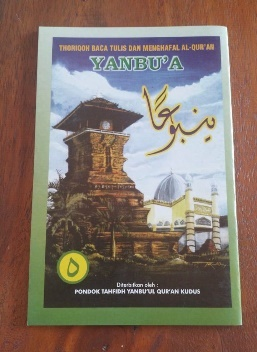 THORIQOH BACA TULIS DAN MENGHAFAL AL-QUR'AN
YANBU'A
ينبوعا
٥
Diterbitkan oleh :
PONDOK TAHFIDH YANBU'UL QUR'AN KUDUS